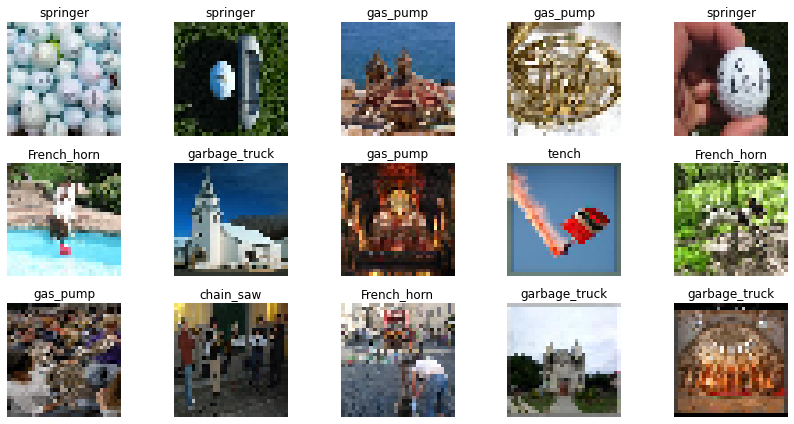 springer
springer
gas_pump
gas_pump
springer
French_horn
garbage_truck
gas_pump
tench
French_horn
gas_pump
chain_saw
French_horn
garbage_truck
garbage_truck